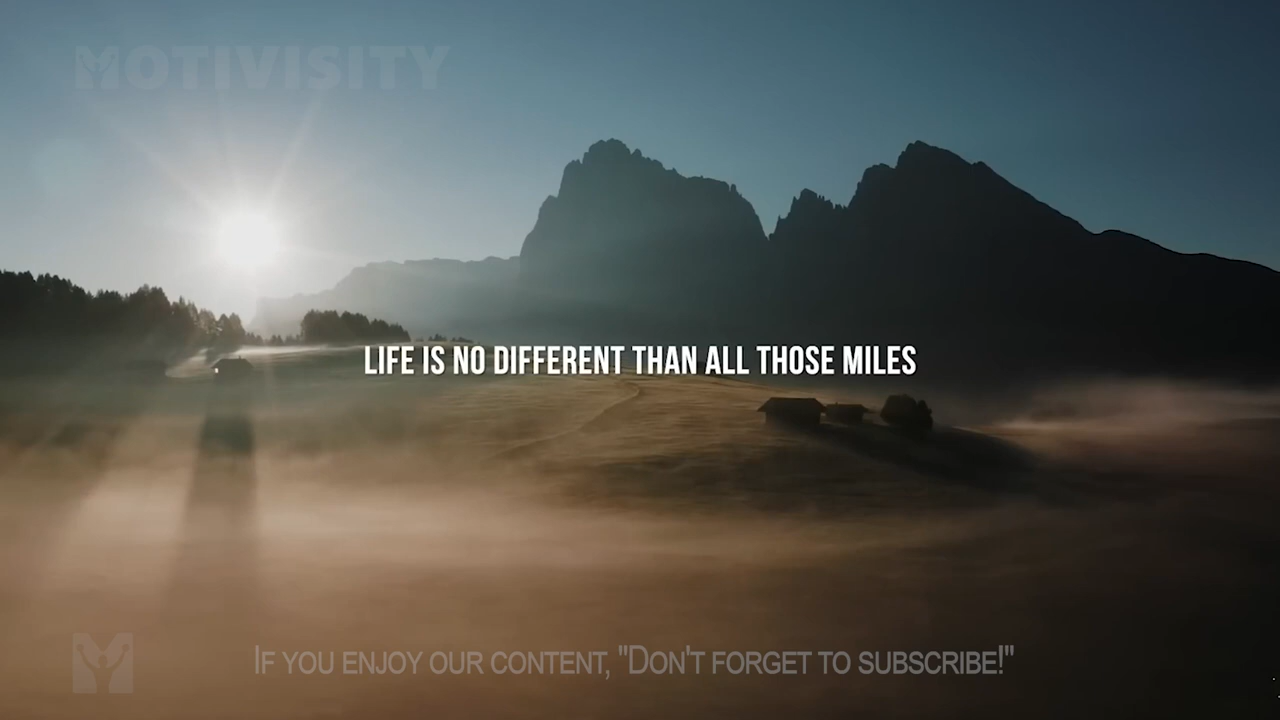 MOTIVISITY
LIFE IS NO DIFFERENT THAN ALL THOSE MILES
IF YOU ENJOY OUR CONTENT, "DON'T FORGET TO SUBSCRIBE!"